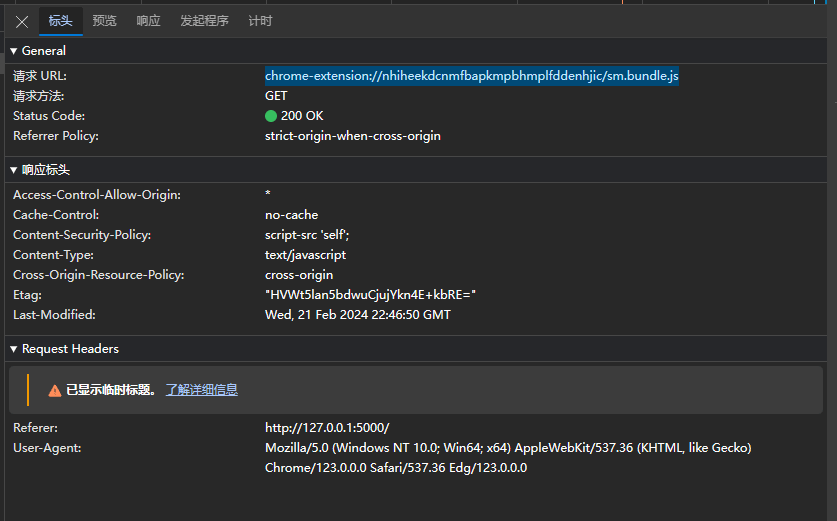 标头 预览 响应 发起程序 计时
General
请求 URL: chrome-extension://nhiheekdcnmfbapkmpbhmplfddenhjic/sm.bundle.js
请求方法: GET
Status Code: 200 OK
Referrer Policy: strict-origin-when-cross-origin
响应标头
Access-Control-Allow-Origin: *
Cache-Control: no-cache
Content-Security-Policy: script-src 'self';
Content-Type: text/javascript
Cross-Origin-Resource-Policy: cross-origin
Etag: "HVWt5lan5bdwuCjujYkn4E+kbRE="
Last-Modified: Wed, 21 Feb 2024 22:46:50 GMT
Request Headers
已显示临时标题。 了解详细信息
Referer: http://127.0.0.1:5000/
User-Agent: Mozilla/5.0 (Windows NT 10.0; Win64; x64) AppleWebKit/537.36 (KHTML, like Gecko)
Chrome/123.0.0.0 Safari/537.36 Edg/123.0.0.0